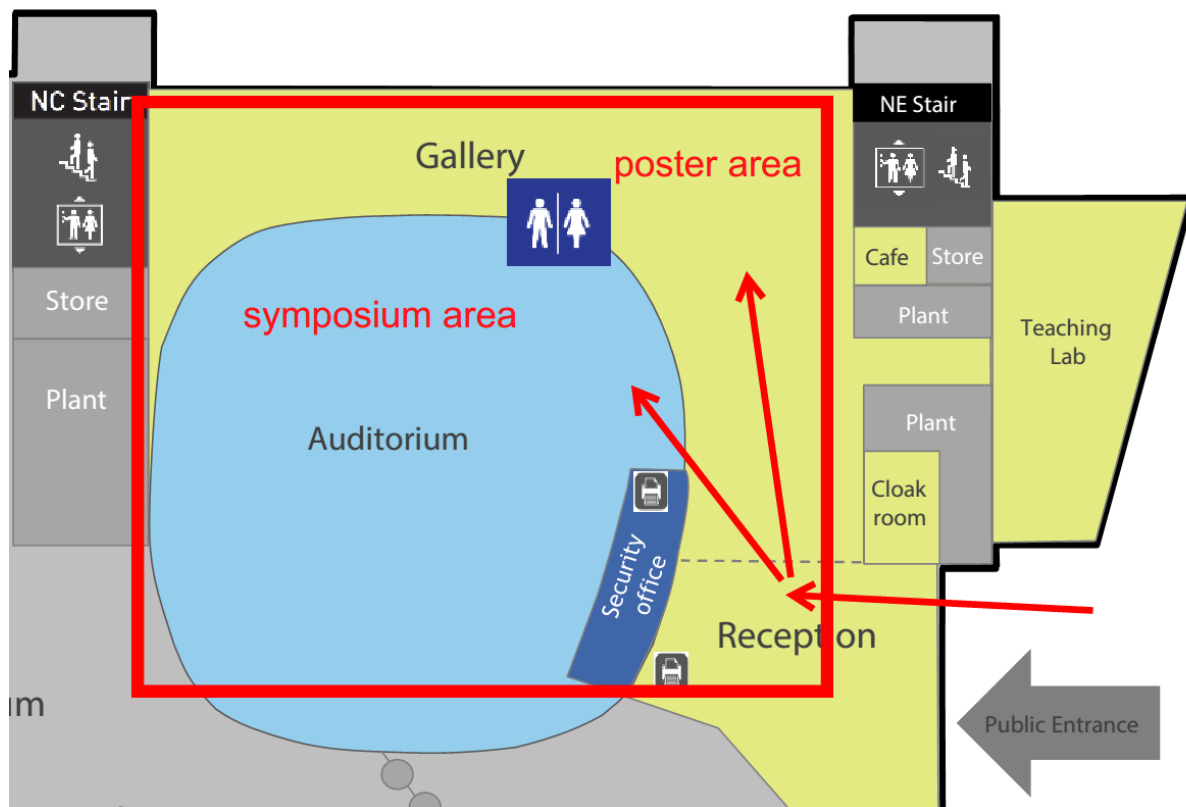 NC Stair
NE Stair
Gallery
poster area
Cafe
Store
Store
symposium area
Plant
Teaching
Lab
Plant
Plant
Auditorium
Cloak
room
Security
office
Reception
um
Public Entrance